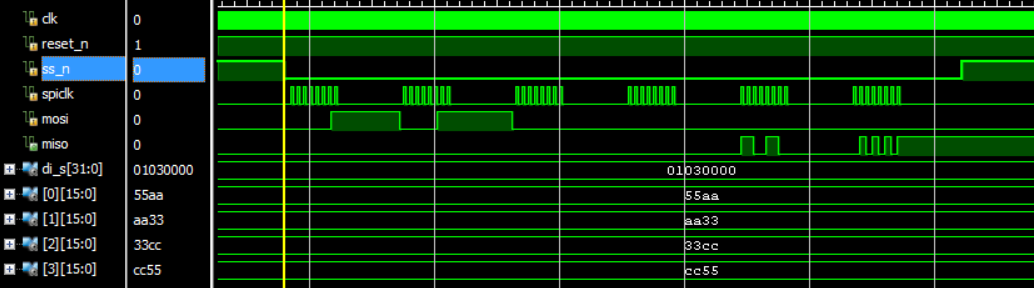 clk 0
reset_n 1
ss_n 0
spiclk 0
mosi 0
miso 0
di_s[31:0] 01030000 01030000
[0][15:0] 55aa 55aa
[1][15:0] aa33 aa33
[2][15:0] 33cc 33cc
[3][15:0] cc55 cc55